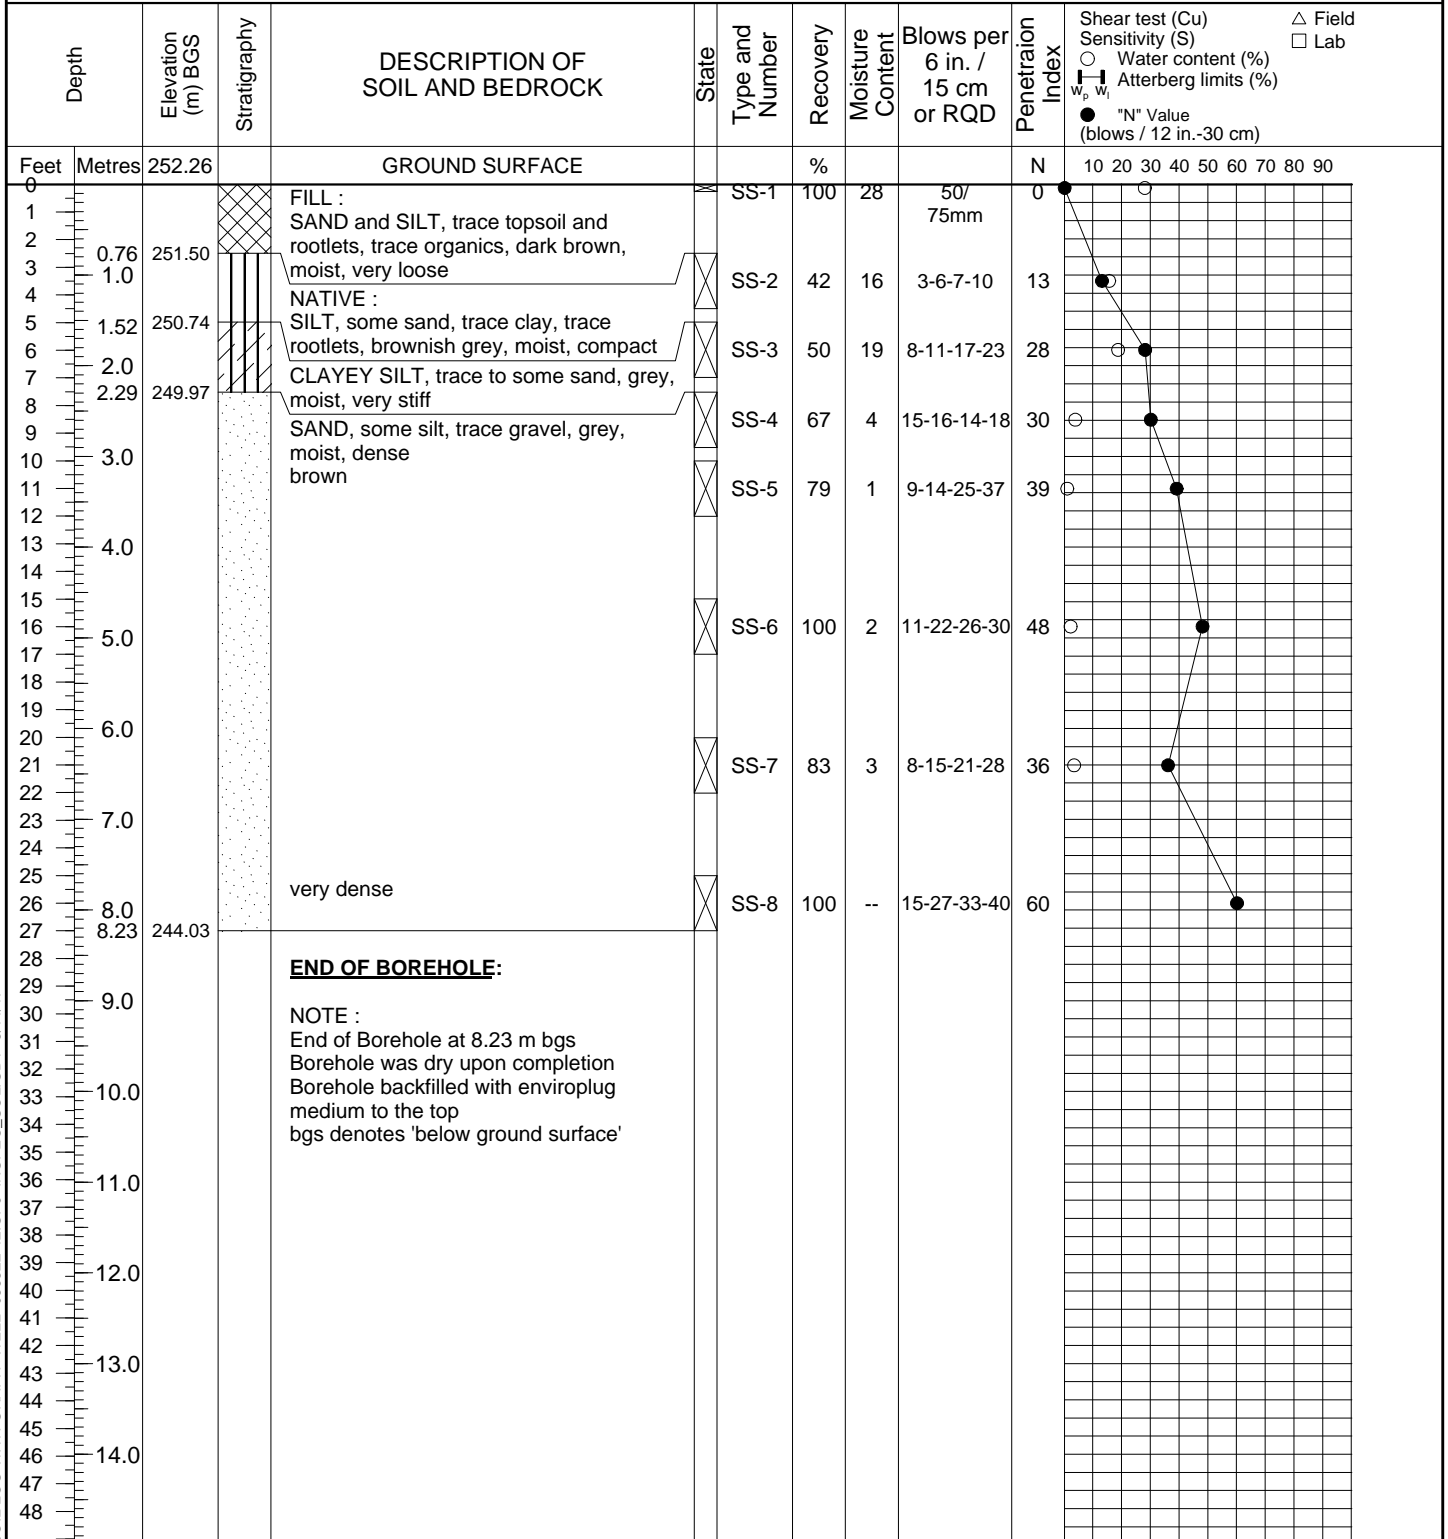 Depth
Elevation (m) BGS
Stratigraphy
DESCRIPTION OF
SOIL AND BEDROCK
State
Type and Number
Recovery
Moisture Content
Blows per
6 in. /
15 cm
or RQD
Penetraion Index
Shear test (Cu) △ Field
Sensitivity (S) □ Lab
○ Water content (%)
Wp Wl Atterberg limits (%)
● "N" Value
(blows / 12 in.-30 cm)
Feet Metres 252.26 GROUND SURFACE % N 10 20 30 40 50 60 70 80 90
0 FILL : SS-1 100 28 50/ 0
75mm
1 SAND and SILT, trace topsoil and
2 rootlets, trace organics, dark brown,
0.76 251.50
3 moist, very loose
1.0 SS-2 42 16 3-6-7-10 13
4 NATIVE :
5 1.52 250.74 SILT, some sand, trace clay, trace
6 rootlets, brownish grey, moist, compact SS-3 50 19 8-11-17-23 28
2.0
7 CLAYEY SILT, trace to some sand, grey,
2.29 249.97
8 moist, very stiff
SS-4 67 4 15-16-14-18 30
9 SAND, some silt, trace gravel, grey,
moist, dense
10 3.0
brown
11 SS-5 79 1 9-14-25-37 39
12
13 4.0
14
15
16 5.0 SS-6 100 2 11-22-26-30 48
17
18
19
6.0
20
21 SS-7 83 3 8-15-21-28 36
22
23 7.0
24
25 very dense
26 8.0 SS-8 100 -- 15-27-33-40 60
27 8.23 244.03
28 END OF BOREHOLE:
29
9.0
30 NOTE :
31 End of Borehole at 8.23 m bgs
32 Borehole was dry upon completion
33 10.0 Borehole backfilled with enviroplug
34 medium to the top
35 bgs denotes 'below ground surface'
36 11.0
37
38
39
12.0
40
41
42
13.0
43
44
45
46 14.0
47
48